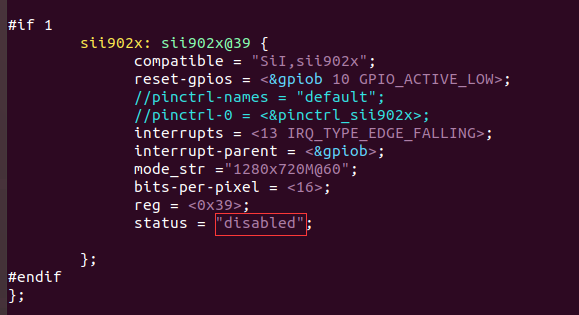 #if 1
sii902x: sii902x@39 {
compatible = "SiI,sii902x";
reset-gpios = <&gpiob 10 GPIO_ACTIVE_LOW>;
//pinctrl-names = "default";
//pinctrl-0 = <&pinctrl_sii902x>;
interrupts = <13 IRQ_TYPE_EDGE_FALLING>;
interrupt-parent = <&gpiob>;
mode_str ="1280x720M@60";
bits-per-pixel = <16>;
reg = <0x39>;
status = "disabled";
};
#endif
};